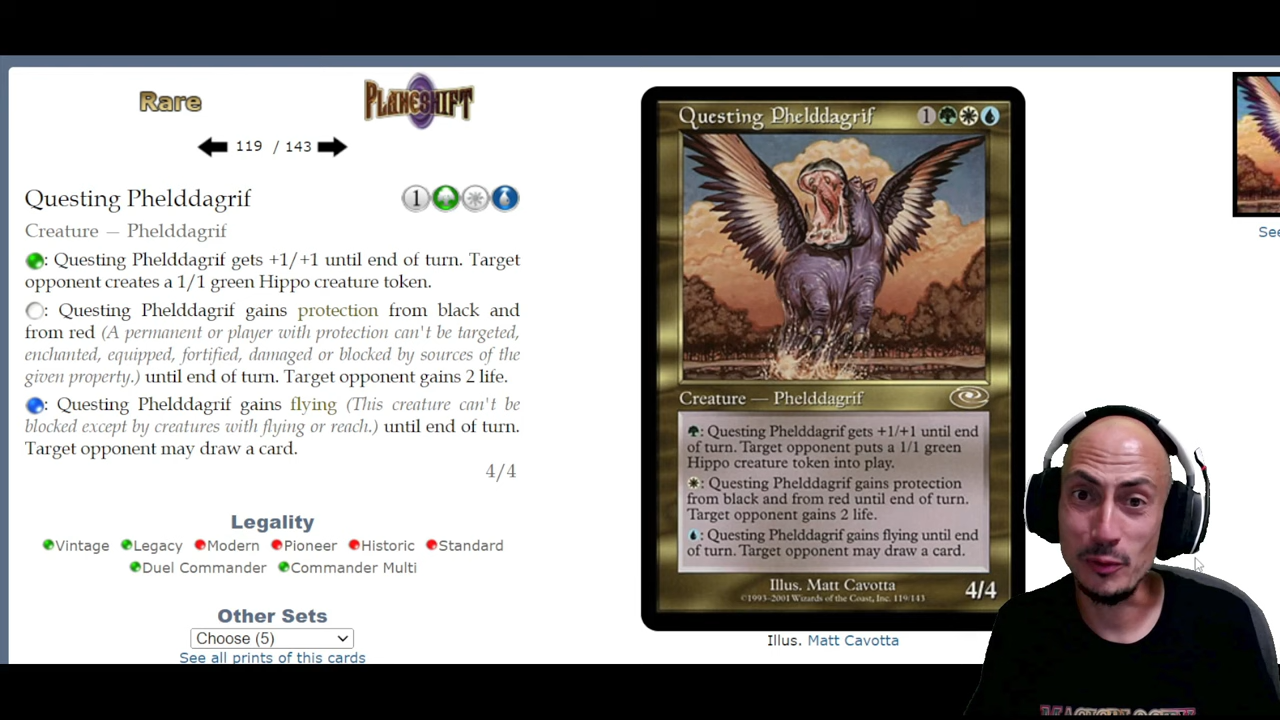 Rare
PLANESHIFT
119 / 143
Questing Phelddagrif
1
Creature — Phelddagrif
: Questing Phelddagrif gets +1/+1 until end of turn. Target
opponent creates a 1/1 green Hippo creature token.
: Questing Phelddagrif gains protection from black and
from red (A permanent or player with protection can't be targeted,
enchanted, equipped, fortified, damaged or blocked by sources of the
given property.) until end of turn. Target opponent gains 2 life.
: Questing Phelddagrif gains flying (This creature can't be
blocked except by creatures with flying or reach.) until end of turn.
Target opponent may draw a card.
4/4
Legality
Vintage Legacy Modern Pioneer Historic Standard
Duel Commander Commander Multi
Other Sets
Choose (5)
See all prints of this cards
Questing Phelddagrif 1
Creature — Phelddagrif
: Questing Phelddagrif gets +1/+1 until end
of turn. Target opponent puts a 1/1 green
Hippo creature token into play.
: Questing Phelddagrif gains protection
from black and from red until end of turn.
Target opponent gains 2 life.
: Questing Phelddagrif gains flying until end
of turn. Target opponent may draw a card.
Illus. Matt Cavotta
©1993–2001 Wizards of the Coast, Inc. 119/143
4/4
Illus. Matt Cavotta
See